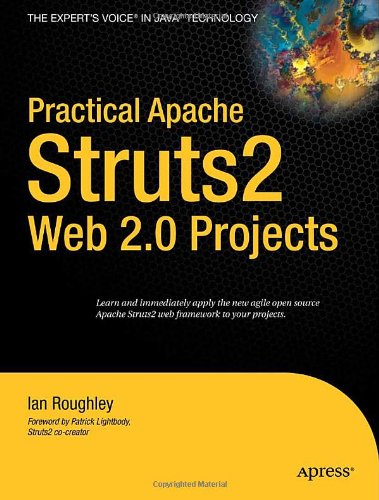 THE EXPERT'S VOICE® IN JAVA™ TECHNOLOGY
Practical Apache
Struts2
Web 2.0 Projects
Learn and immediately apply the new agile open source
Apache Struts2 web framework to your projects.
Ian Roughley
Foreword by Patrick Lightbody,
Struts2 co-creator
Apress®
Copyrighted Material